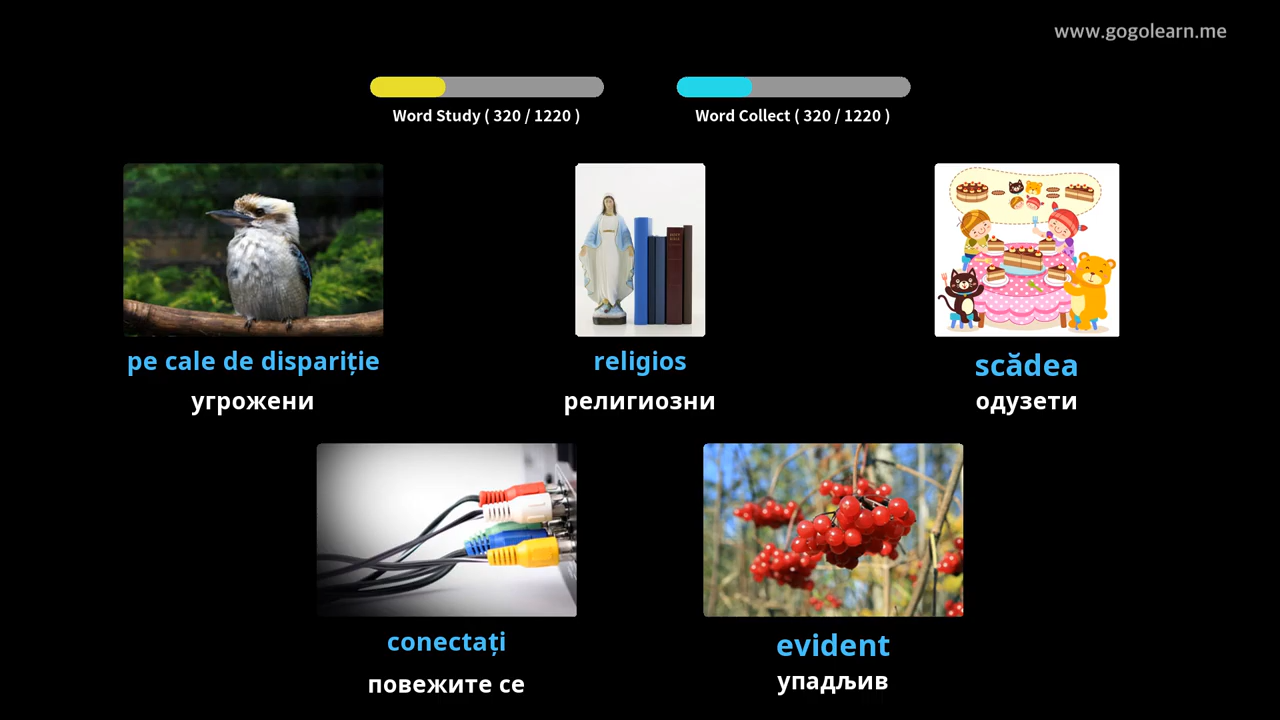 www.gogolearn.me
Word Study ( 320 / 1220 )
Word Collect ( 320 / 1220 )
pe cale de dispariție
угрожени
religios
религиозни
scădea
одузети
conectați
повежите се
evident
упадљив